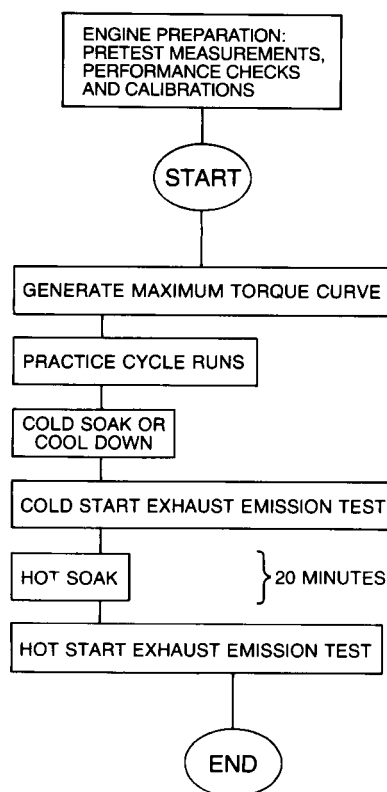 ENGINE PREPARATION:
PRETEST MEASUREMENTS,
PERFORMANCE CHECKS
AND CALIBRATIONS
START
GENERATE MAXIMUM TORQUE CURVE
PRACTICE CYCLE RUNS
COLD SOAK OR
COOL DOWN
COLD START EXHAUST EMISSION TEST
HOT SOAK
20 MINUTES
HOT START EXHAUST EMISSION TEST
END